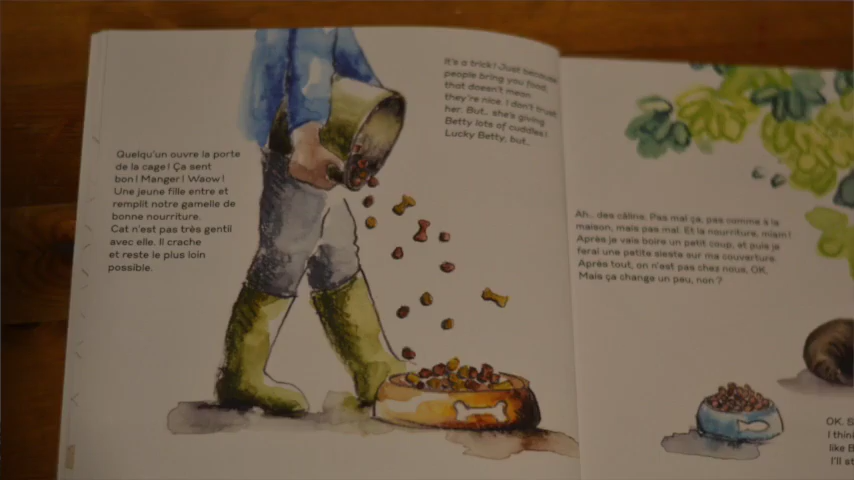 Quelqu'un ouvre la porte
de la cage! Ça sent
bon! Manger! Waow!
Une jeune fille entre et
remplit notre gamelle de
bonne nourriture.
Cat n'est pas très gentil
avec elle. Il crache
et reste le plus loin
possible.
It's a trick! Just because
people bring you food,
that doesn't mean
they're nice. I don't trust
her. But.. she's giving
Betty lots of cuddles!
Lucky Betty, but..
Ah.. des câlins. Pas mal ça, pas comme à la
maison, mais pas mal. Et la nourriture, miam!
Après je vais boire un petit coup, et puis je
ferai une petite sieste sur ma couverture.
Après tout, on n'est pas chez nous, OK,
Mais ça change un peu, non?
OK. S
I thin
like B
I'll st